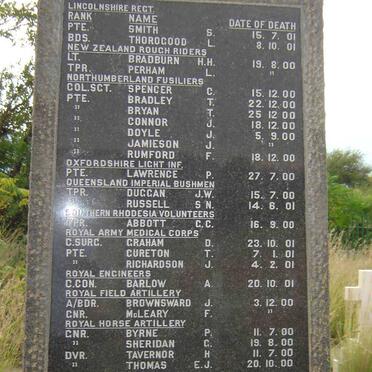 LINCOLNSHIRE REGT.
RANK NAME DATE OF DEATH
PTE. SMITH S. 15. 7. 01
BDS. THOROGOOD L. 8. 10. 01
NEW ZEALAND ROUGH RIDERS
LT. BRADBURN H.H. 19. 8. 00
TPR. PERHAM L. "
NORTHUMBERLAND FUSILIERS
COL.SGT. SPENCER C. 15. 12. 00
PTE. BRADLEY T. 22. 12. 00
" BRYAN T. 25 12 00
" CONNOR J. 18. 12. 00
" DOYLE J. 5. 9. 00
" JAMIESON J. "
" RUMFORD F. 18. 12. 00
OXFORDSHIRE LIGHT INF.
PTE. LAWRENCE P. 27. 7. 00
QUEENSLAND IMPERIAL BUSHMEN
TPR. DUGGAN J.W. 15. 7. 00
" RUSSELL S N. 14. 6. 01
SOUTHERN RHODESIA VOLUNTEERS
TPR. ABBOTT C.C. 16. 9. 00
ROYAL ARMY MEDICAL CORPS
C.SURG. GRAHAM D. 23. 10. 01
PTE. CURETON T. 7. 1. 01
" RICHARDSON J. 4. 2. 01
ROYAL ENGINEERS
C.CON. BARLOW A. 20. 10. 01
ROYAL FIELD ARTILLERY
A/BDR. BROWNSWARD J. 3. 12. 00
GNR. McLEARY F. "
ROYAL HORSE ARTILLERY
GNR. BYRNE P. 11. 7. 00
" SHERIDAN G. 19. 8. 00
DVR. TAVERNOR H 11. 7. 00
" THOMAS E.J. 20. 10. 00